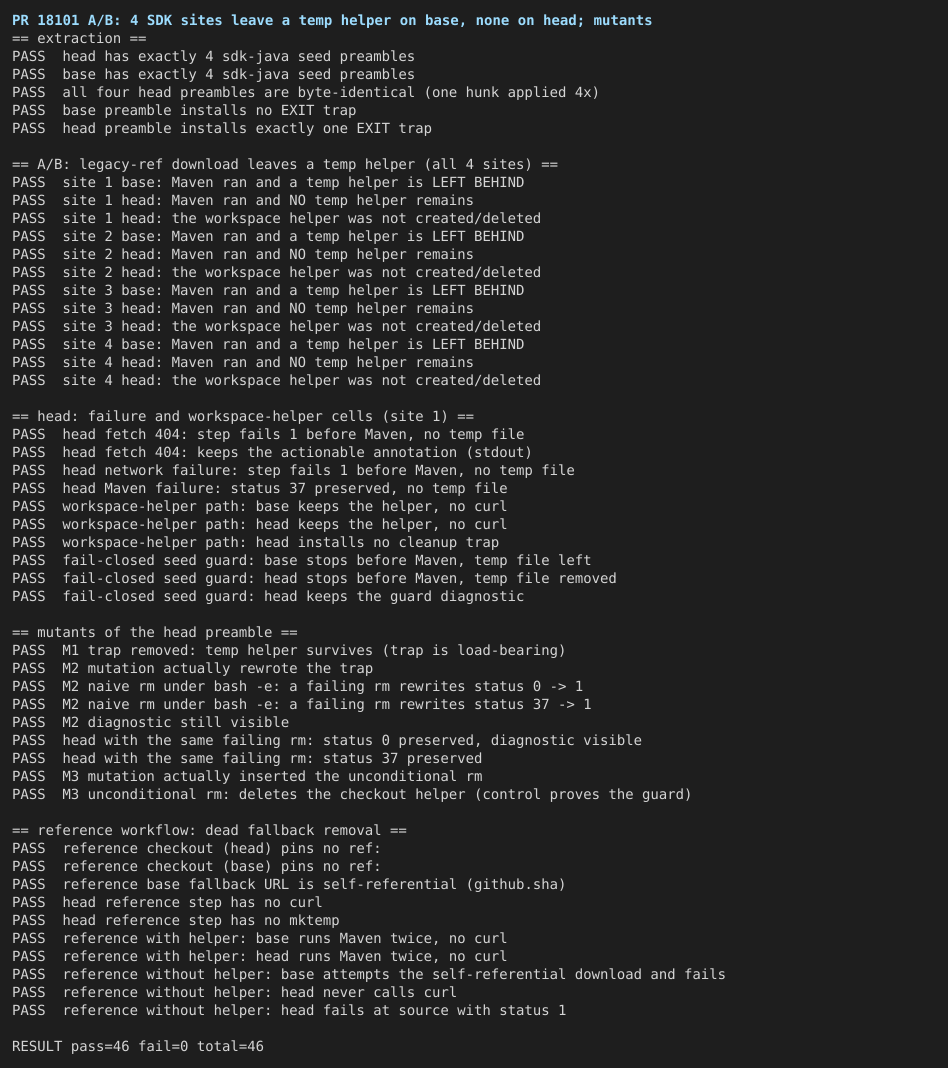 PR 18101 A/B: 4 SDK sites leave a temp helper on base, none on head; mutants
== extraction ==
PASS  head has exactly 4 sdk-java seed preambles
PASS  base has exactly 4 sdk-java seed preambles
PASS  all four head preambles are byte-identical (one hunk applied 4x)
PASS  base preamble installs no EXIT trap
PASS  head preamble installs exactly one EXIT trap

== A/B: legacy-ref download leaves a temp helper (all 4 sites) ==
PASS  site 1 base: Maven ran and a temp helper is LEFT BEHIND
PASS  site 1 head: Maven ran and NO temp helper remains
PASS  site 1 head: the workspace helper was not created/deleted
PASS  site 2 base: Maven ran and a temp helper is LEFT BEHIND
PASS  site 2 head: Maven ran and NO temp helper remains
PASS  site 2 head: the workspace helper was not created/deleted
PASS  site 3 base: Maven ran and a temp helper is LEFT BEHIND
PASS  site 3 head: Maven ran and NO temp helper remains
PASS  site 3 head: the workspace helper was not created/deleted
PASS  site 4 base: Maven ran and a temp helper is LEFT BEHIND
PASS  site 4 head: Maven ran and NO temp helper remains
PASS  site 4 head: the workspace helper was not created/deleted

== head: failure and workspace-helper cells (site 1) ==
PASS  head fetch 404: step fails 1 before Maven, no temp file
PASS  head fetch 404: keeps the actionable annotation (stdout)
PASS  head network failure: step fails 1 before Maven, no temp file
PASS  head Maven failure: status 37 preserved, no temp file
PASS  workspace-helper path: base keeps the helper, no curl
PASS  workspace-helper path: head keeps the helper, no curl
PASS  workspace-helper path: head installs no cleanup trap
PASS  fail-closed seed guard: base stops before Maven, temp file left
PASS  fail-closed seed guard: head stops before Maven, temp file removed
PASS  fail-closed seed guard: head keeps the guard diagnostic

== mutants of the head preamble ==
PASS  M1 trap removed: temp helper survives (trap is load-bearing)
PASS  M2 mutation actually rewrote the trap
PASS  M2 naive rm under bash -e: a failing rm rewrites status 0 -> 1
PASS  M2 naive rm under bash -e: a failing rm rewrites status 37 -> 1
PASS  M2 diagnostic still visible
PASS  head with the same failing rm: status 0 preserved, diagnostic visible
PASS  head with the same failing rm: status 37 preserved
PASS  M3 mutation actually inserted the unconditional rm
PASS  M3 unconditional rm: deletes the checkout helper (control proves the guard)

== reference workflow: dead fallback removal ==
PASS  reference checkout (head) pins no ref:
PASS  reference checkout (base) pins no ref:
PASS  reference base fallback URL is self-referential (github.sha)
PASS  head reference step has no curl
PASS  head reference step has no mktemp
PASS  reference with helper: base runs Maven twice, no curl
PASS  reference with helper: head runs Maven twice, no curl
PASS  reference without helper: base attempts the self-referential download and fails
PASS  reference without helper: head never calls curl
PASS  reference without helper: head fails at source with status 1

RESULT pass=46 fail=0 total=46